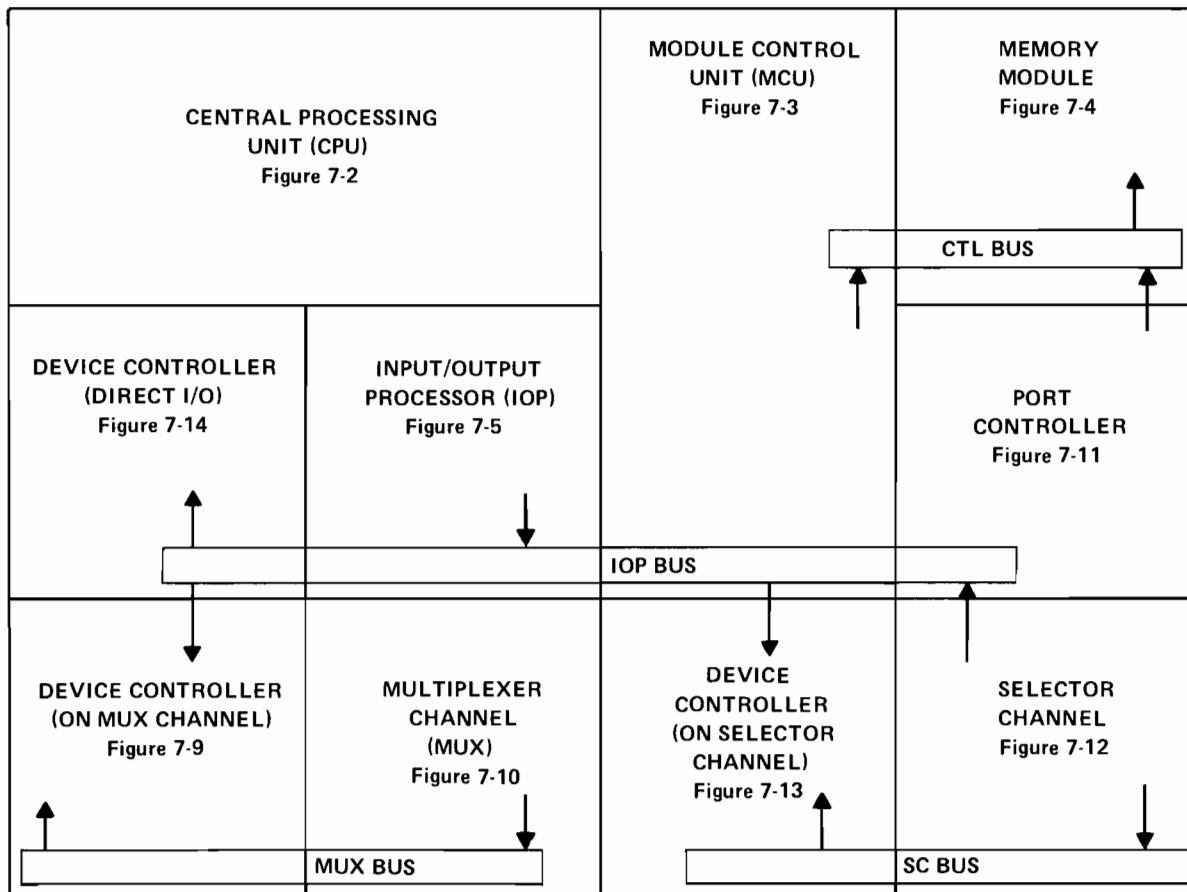 CENTRAL PROCESSING
UNIT (CPU)
Figure 7-2
MODULE CONTROL
UNIT (MCU)
Figure 7-3
MEMORY
MODULE
Figure 7-4
CTL BUS
DEVICE CONTROLLER
(DIRECT I/O)
Figure 7-14
INPUT/OUTPUT
PROCESSOR (IOP)
Figure 7-5
PORT
CONTROLLER
Figure 7-11
IOP BUS
DEVICE CONTROLLER
(ON MUX CHANNEL)
Figure 7-9
MULTIPLEXER
CHANNEL
(MUX)
Figure 7-10
DEVICE
CONTROLLER
(ON SELECTOR
CHANNEL)
Figure 7-13
SELECTOR
CHANNEL
Figure 7-12
MUX BUS
SC BUS